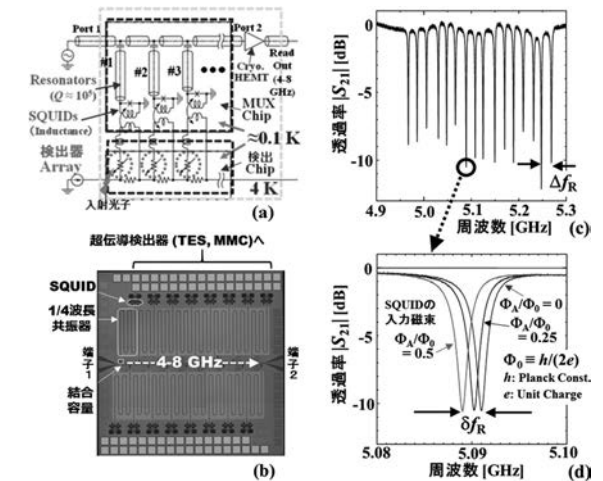 Port 1
Port 2
Read
Out
(4-8
GHz)
Cryo.
HEMT
#1
#2
#3
Resonators
(Q≈10⁵)
SQUIDs
(Inductance)
MUX
Chip
≈0.1 K
検出器
Array
検出
Chip
4 K
入射光子
(a)
超伝導検出器 (TES, MMC)へ
SQUID
1/4波長
共振器
端子1
4-8 GHz
端子2
結合
容量
(b)
透過率 |S₂₁| [dB]
0
-5
-10
Δf_R
4.9
5.0
5.1
5.2
5.3
周波数 [GHz]
(c)
透過率 |S₂₁| [dB]
0
-5
-10
SQUIDの
入力磁束
Φ_A/Φ₀
= 0.5
Φ_A/Φ₀ = 0
Φ_A/Φ₀
= 0.25
Φ₀ ≡ h/(2e)
h: Planck Const.
e: Unit Charge
δf_R
5.08
5.09
5.10
周波数 [GHz]
(d)